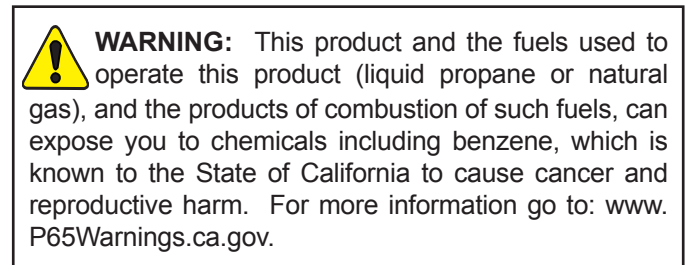 WARNING: This product and the fuels used to
operate this product (liquid propane or natural
gas), and the products of combustion of such fuels, can
expose you to chemicals including benzene, which is
known to the State of California to cause cancer and
reproductive harm. For more information go to: www.
P65Warnings.ca.gov.